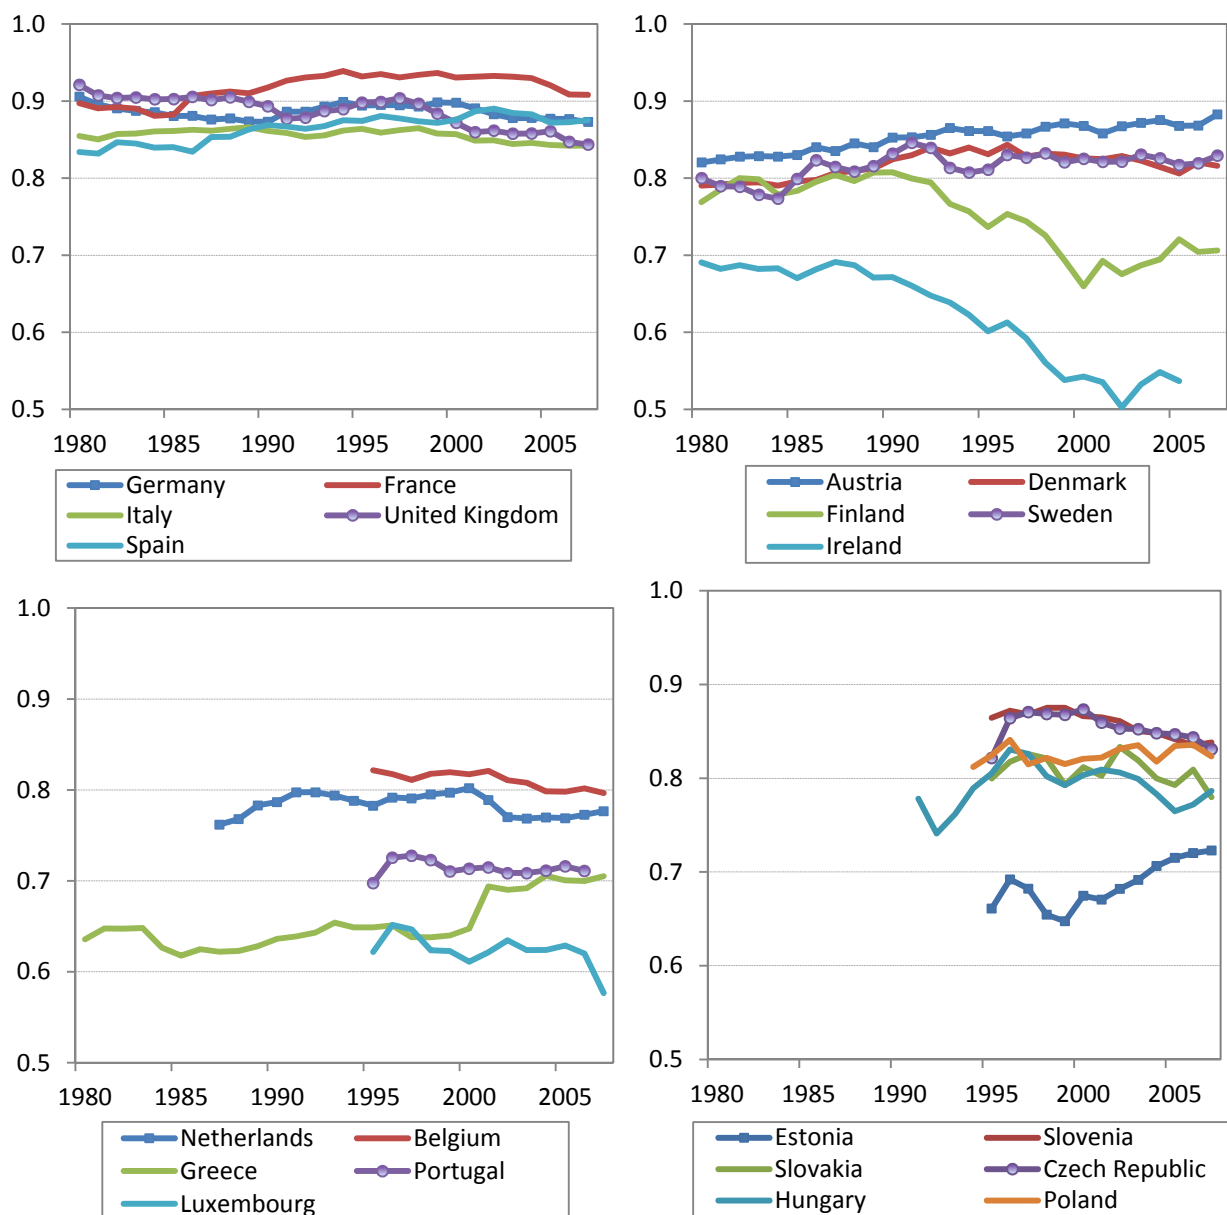 1.0
0.9
0.8
0.7
0.6
0.5
1980 1985 1990 1995 2000 2005
Germany France
Italy United Kingdom
Spain
1.0
0.9
0.8
0.7
0.6
0.5
1980 1985 1990 1995 2000 2005
Austria Denmark
Finland Sweden
Ireland
1.0
0.9
0.8
0.7
0.6
0.5
1980 1985 1990 1995 2000 2005
Netherlands Belgium
Greece Portugal
Luxembourg
1.0
0.9
0.8
0.7
0.6
0.5
1980 1985 1990 1995 2000 2005
Estonia Slovenia
Slovakia Czech Republic
Hungary Poland